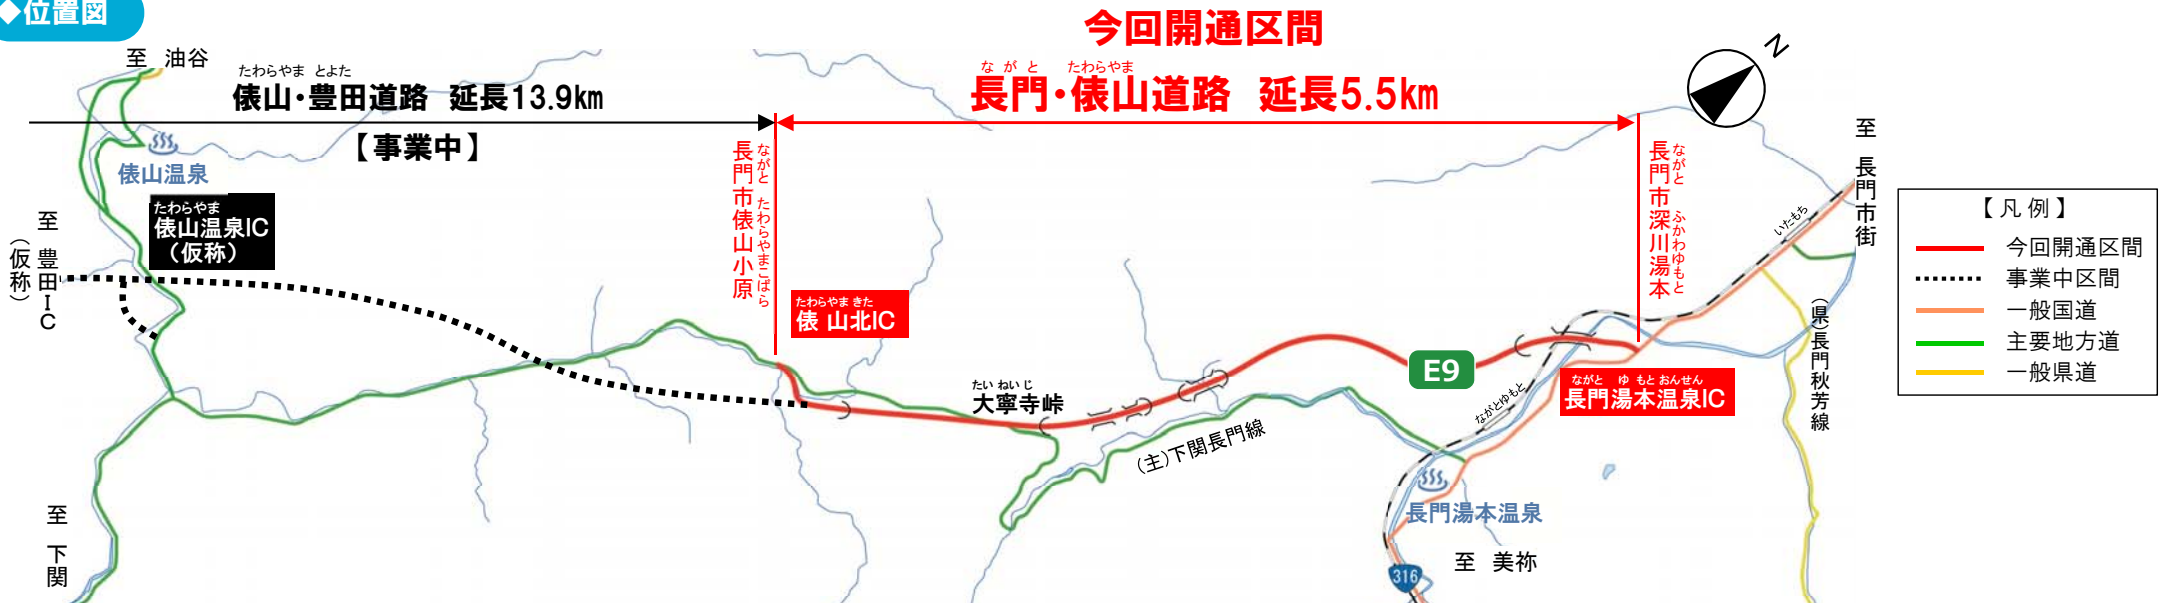 ◆位置図
今回開通区間
ながと たわらやま
長門・俵山道路 延長5.5km
たわらやま とよた
俵山・豊田道路 延長13.9km
【事業中】
至 油谷
俵山温泉
たわらやま
俵山温泉IC
（仮称）
至 豊田IC
（仮称）
至 下関
長門市俵山小原
ながと たわらやまこばら
たわらやま きた
俵山北IC
たい ねい じ
大寧寺峠
(主)下関長門線
E9
長門市深川湯本
ながと ふかわゆもと
ながと ゆもと おんせん
長門湯本温泉IC
ながとゆもと
いたもち
長門湯本温泉
至 美祢
316
至 長門市街
(県)長門秋芳線
N
【凡例】
今回開通区間
事業中区間
一般国道
主要地方道
一般県道